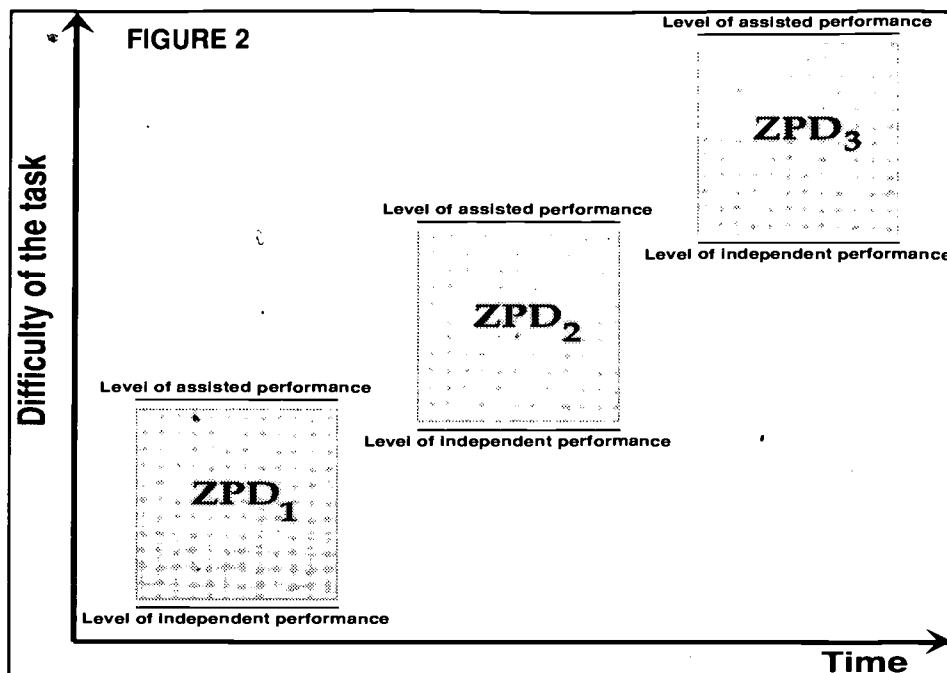 FIGURE 2
Level of assisted performance
ZPD3
Level of independent performance
Level of assisted performance
ZPD2
Level of independent performance
Level of assisted performance
ZPD1
Level of independent performance
Difficulty of the task
Time